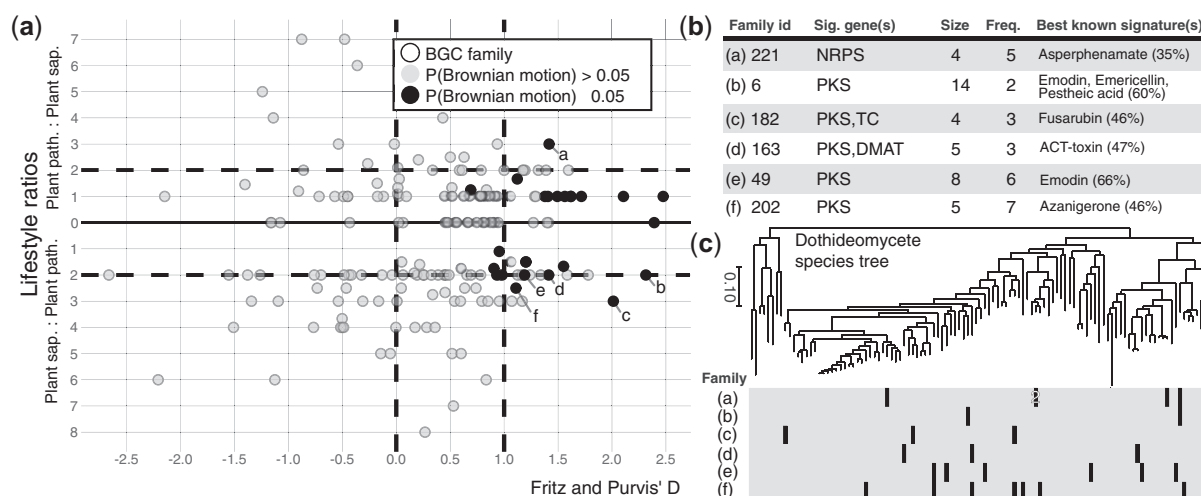 (a)
Lifestyle ratios
Plant path. : Plant sap.
Plant sap. : Plant path.
7
6
5
4
3
2
1
0
1
2
3
4
5
6
7
8
BGC family
P(Brownian motion) > 0.05
P(Brownian motion) 0.05
a
b
c
d
e
f
-2.5 -2.0 -1.5 -1.0 -0.5 0.0 0.5 1.0 1.5 2.0 2.5
Fritz and Purvis' D
(b)
Family id Sig. gene(s) Size Freq. Best known signature(s)
(a) 221 NRPS 4 5 Asperphenamate (35%)
(b) 6 PKS 14 2 Emodin, Emericellin, Pestheic acid (60%)
(c) 182 PKS,TC 4 3 Fusarubin (46%)
(d) 163 PKS,DMAT 5 3 ACT-toxin (47%)
(e) 49 PKS 8 6 Emodin (66%)
(f) 202 PKS 5 7 Azanigerone (46%)
(c)
Dothideomycete
species tree
0.10
Family
(a) 2
(b)
(c)
(d)
(e)
(f)